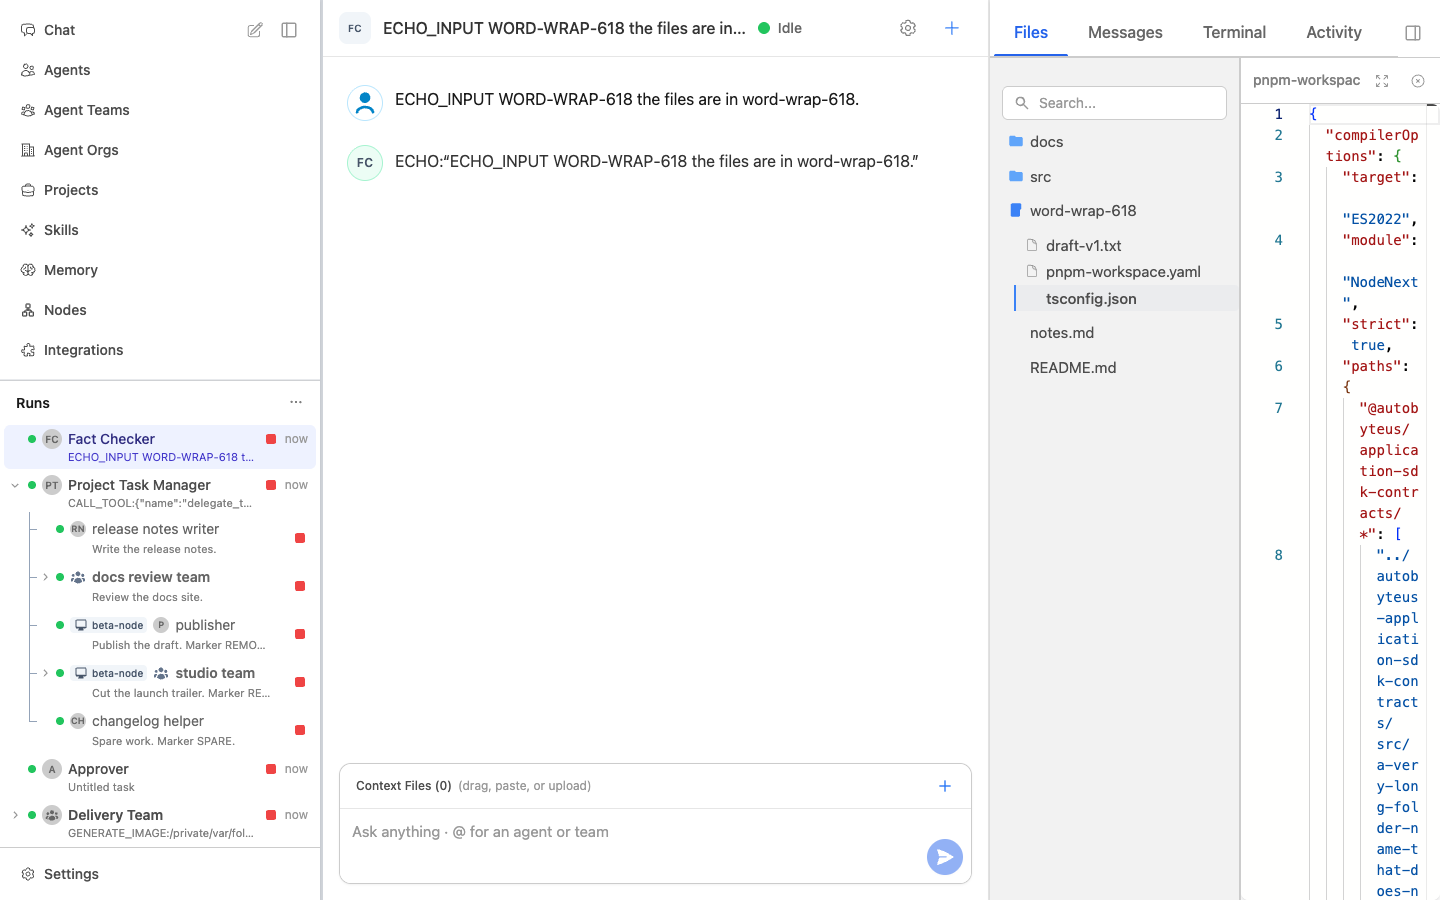 Chat
Agents
Agent Teams
Agent Orgs
Projects
Skills
Memory
Nodes
Integrations
Runs
FC Fact Checker now
ECHO_INPUT WORD-WRAP-618 t...
PT Project Task Manager now
CALL_TOOL:{"name":"delegate_t...
RN release notes writer
Write the release notes.
docs review team
Review the docs site.
beta-node P publisher
Publish the draft. Marker REMO...
beta-node studio team
Cut the launch trailer. Marker RE...
CH changelog helper
Spare work. Marker SPARE.
A Approver now
Untitled task
Delivery Team now
GENERATE_IMAGE:/private/var/fol...
Settings
FC ECHO_INPUT WORD-WRAP-618 the files are in... Idle
ECHO_INPUT WORD-WRAP-618 the files are in word-wrap-618.
FC ECHO:“ECHO_INPUT WORD-WRAP-618 the files are in word-wrap-618.”
Context Files (0) (drag, paste, or upload)
Ask anything · @ for an agent or team
Files Messages Terminal Activity
Search...
docs
src
word-wrap-618
draft-v1.txt
pnpm-workspace.yaml
tsconfig.json
notes.md
README.md
pnpm-workspac
1 {
2 "compilerOp
tions": {
3 "target":
"ES2022",
4 "module":
"NodeNext
",
5 "strict":
true,
6 "paths":
{
7 "@autob
yteus/
applica
tion-sd
k-contr
acts/
*": [
8 "../
autob
yteus
-appl
icati
on-sd
k-con
tract
s/
src/
a-ver
y-lon
g-fol
der-n
ame-t
hat-d
oes-n